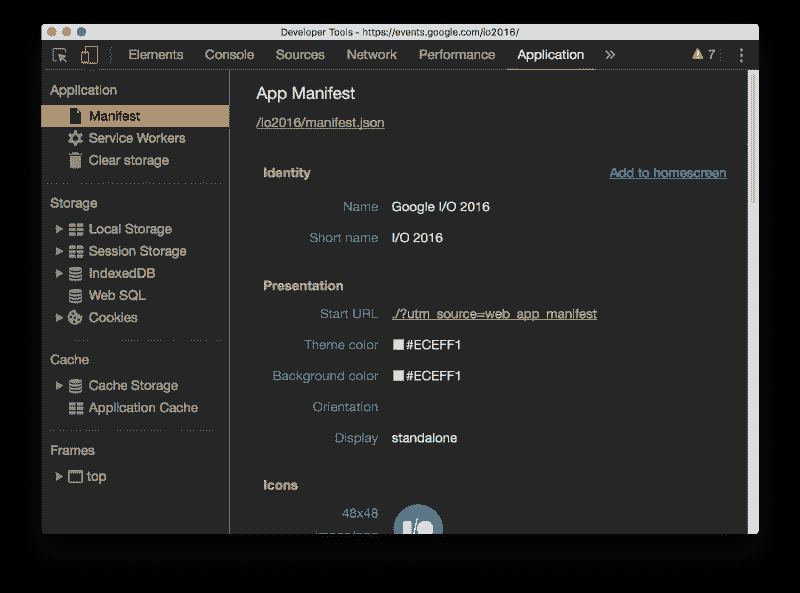 Developer Tools - https://events.google.com/io2016/
Elements Console Sources Network Performance Application » 7
Application
Manifest
Service Workers
Clear storage
Storage
Local Storage
Session Storage
IndexedDB
Web SQL
Cookies
Cache
Cache Storage
Application Cache
Frames
top
App Manifest
/io2016/manifest.json
Identity Add to homescreen
Name Google I/O 2016
Short name I/O 2016
Presentation
Start URL ./?utm_source=web_app_manifest
Theme color #ECEFF1
Background color #ECEFF1
Orientation
Display standalone
Icons
48x48
I/O